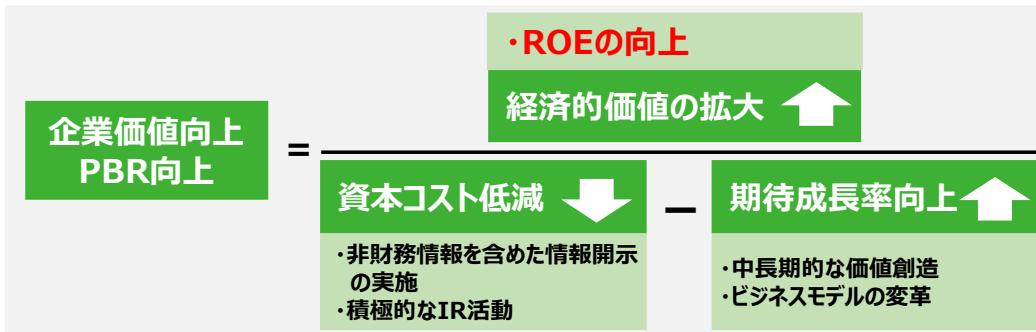 ・ROEの向上
経済的価値の拡大
企業価値向上
PBR向上
=
資本コスト低減
−
期待成長率向上
・非財務情報を含めた情報開示
の実施
・積極的なIR活動
・中長期的な価値創造
・ビジネスモデルの変革